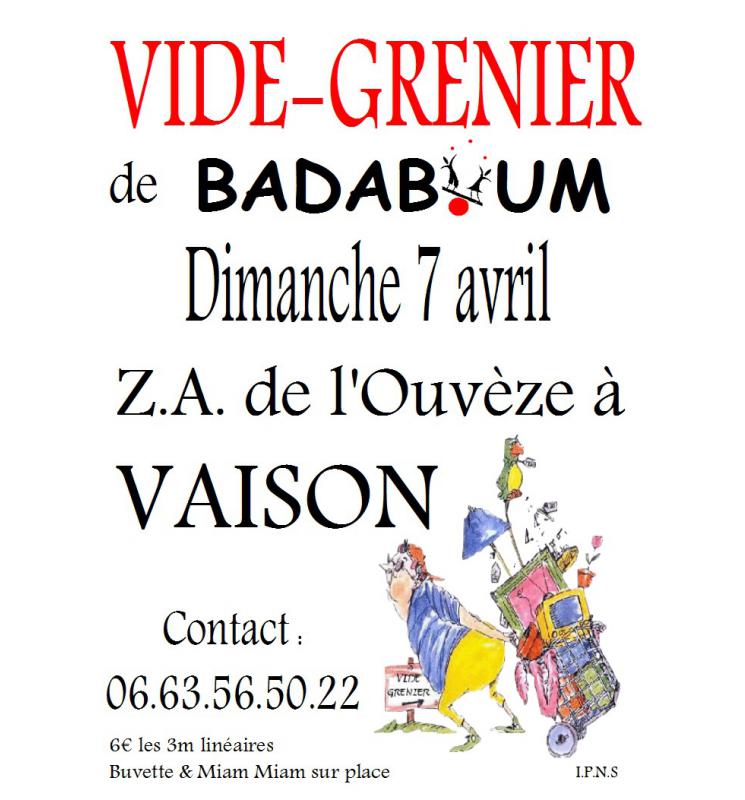 VIDE-GRENIER
de BADABOUM
Dimanche 7 avril
Z.A. de l'Ouvèze à
VAISON
Contact :
06.63.56.50.22
VIDE
GRENIER
6€ les 3m linéaires
Buvette & Miam Miam sur place
I.P.N.S